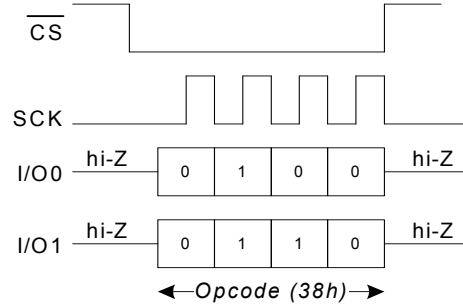 CS
SCK
hi-Z 0 1 0 0 hi-Z
I/O0
hi-Z 0 1 1 0 hi-Z
I/O1
Opcode (38h)